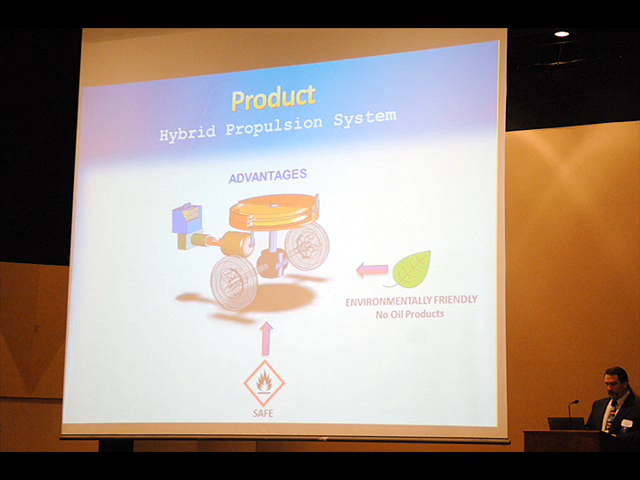 Product
Hybrid Propulsion System
ADVANTAGES
ENVIRONMENTALLY FRIENDLY
No Oil Products
SAFE